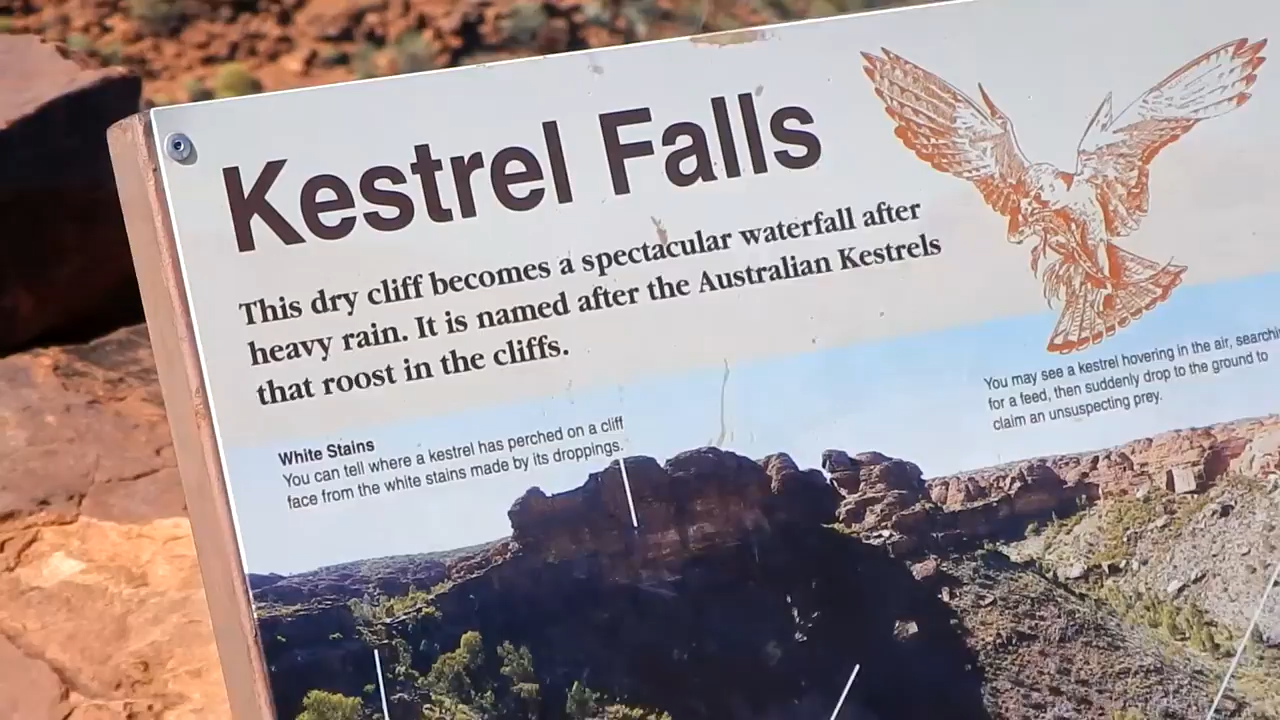 Kestrel Falls
This dry cliff becomes a spectacular waterfall after
heavy rain. It is named after the Australian Kestrels
that roost in the cliffs.
White Stains
You can tell where a kestrel has perched on a cliff
face from the white stains made by its droppings.
You may see a kestrel hovering in the air,
for a feed, then suddenly drop to the ground to
claim an unsuspecting prey.